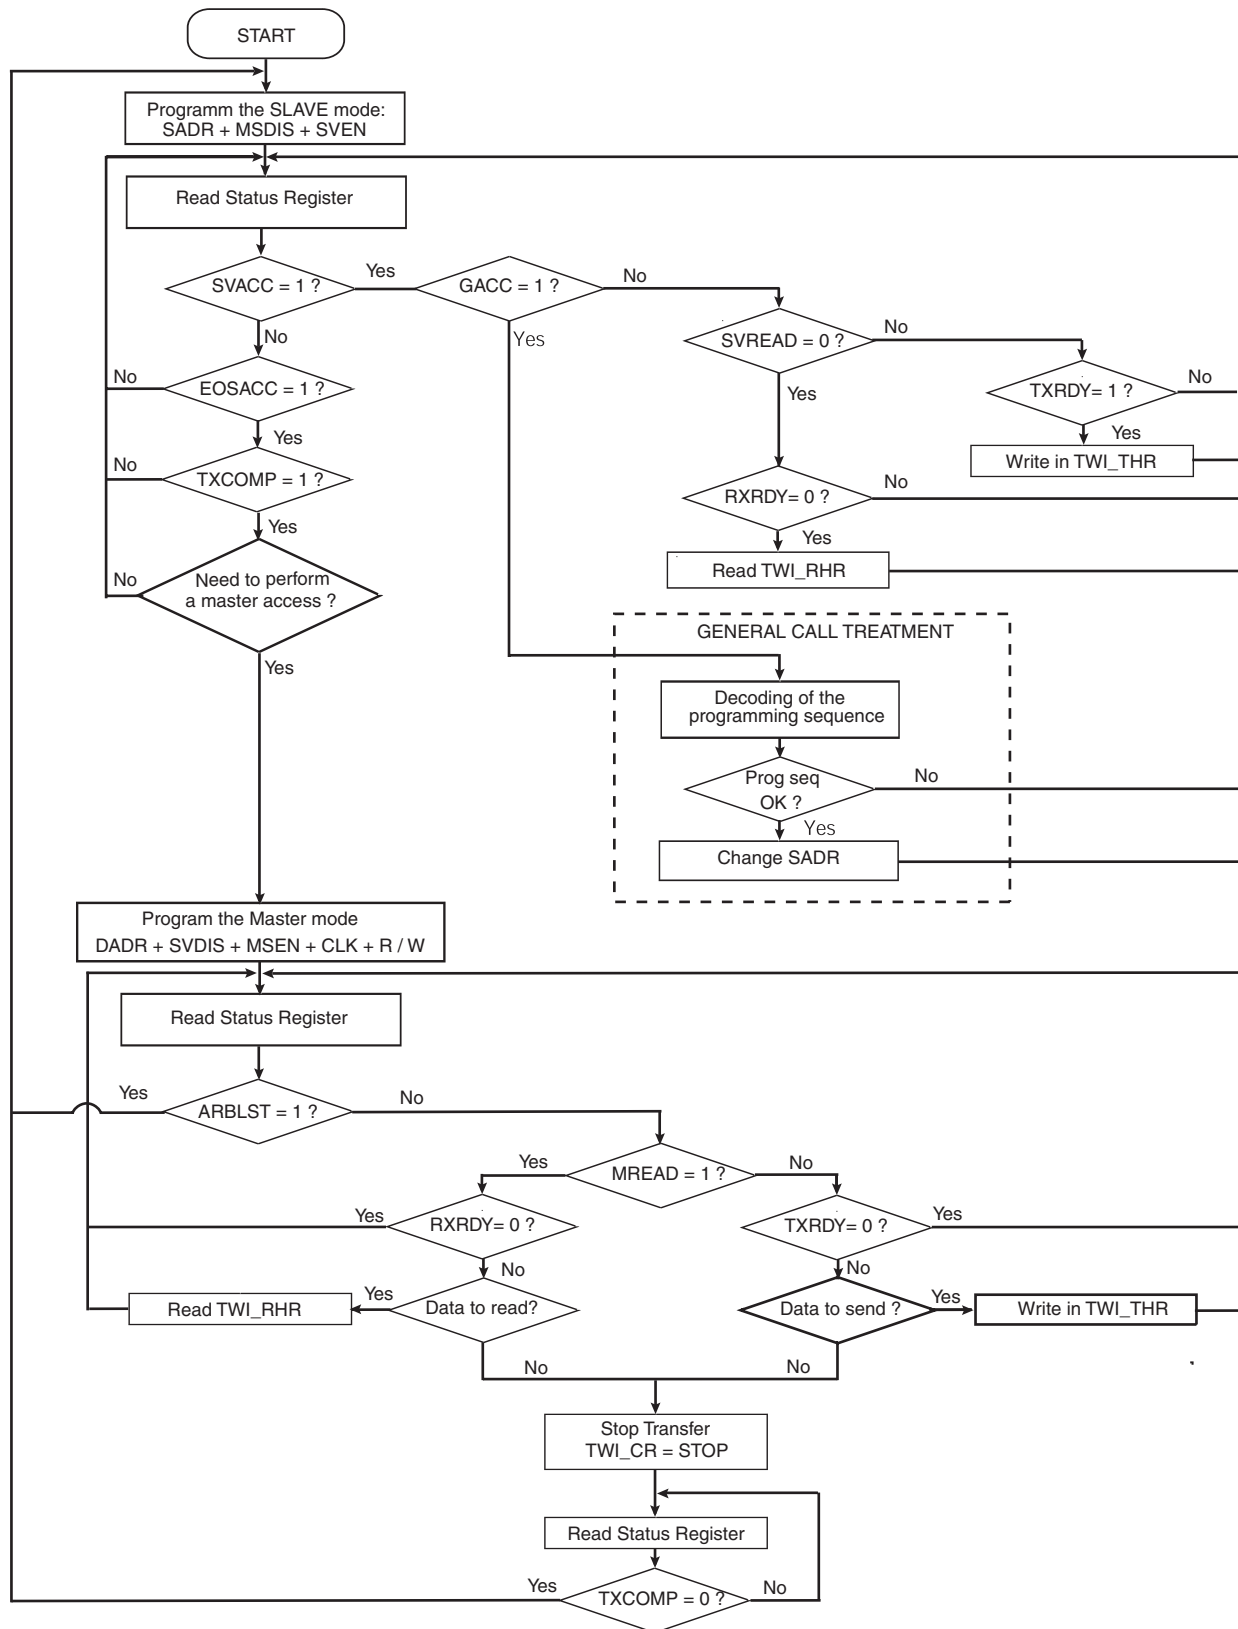 START
Programm the SLAVE mode:
SADR + MSDIS + SVEN
Read Status Register
SVACC = 1 ?
Yes
GACC = 1 ?
No
No
Yes
SVREAD = 0 ?
No
EOSACC = 1 ?
No
Yes
TXRDY= 1 ?
No
Yes
Yes
Write in TWI_THR
TXCOMP = 1 ?
No
Yes
RXRDY= 0 ?
No
Yes
Read TWI_RHR
Need to perform
a master access ?
No
Yes
GENERAL CALL TREATMENT
Decoding of the
programming sequence
Prog seq
OK ?
No
Yes
Change SADR
Program the Master mode
DADR + SVDIS + MSEN + CLK + R / W
Read Status Register
Yes
ARBLST = 1 ?
No
Yes
MREAD = 1 ?
No
Yes
RXRDY= 0 ?
TXRDY= 0 ?
Yes
No
No
Read TWI_RHR
Yes
Data to read?
Data to send ?
Yes
Write in TWI_THR
No
No
Stop Transfer
TWI_CR = STOP
Read Status Register
Yes
TXCOMP = 0 ?
No